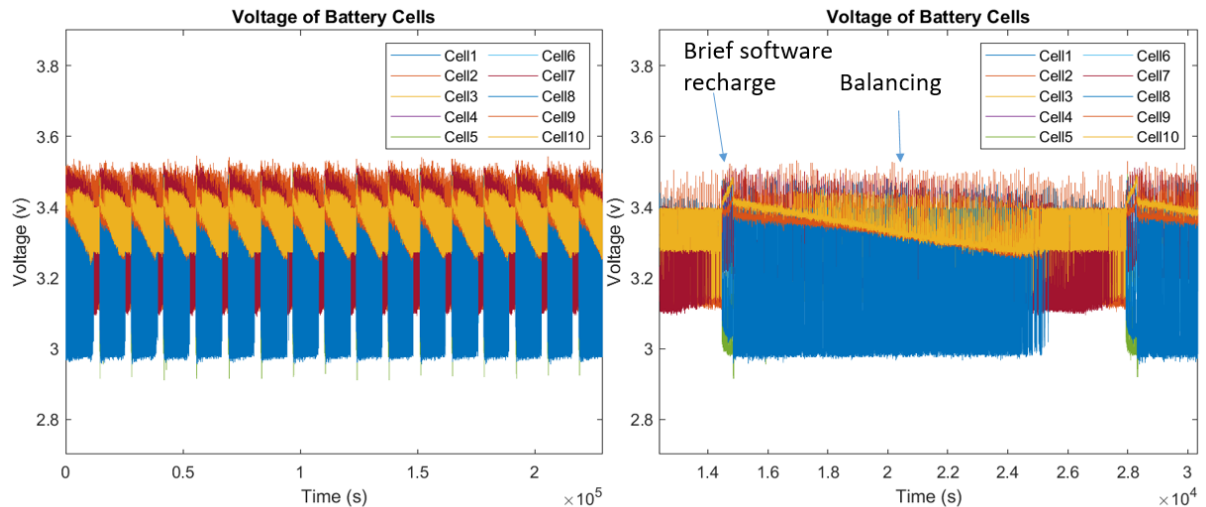 Voltage of Battery Cells
3.8
3.6
3.4
3.2
3
2.8
Voltage (v)
Cell1 Cell6
Cell2 Cell7
Cell3 Cell8
Cell4 Cell9
Cell5 Cell10
0 0.5 1 1.5 2
Time (s)
×10^5
Voltage of Battery Cells
3.8
3.6
3.4
3.2
3
2.8
Voltage (v)
Brief software
recharge
Balancing
Cell1 Cell6
Cell2 Cell7
Cell3 Cell8
Cell4 Cell9
Cell5 Cell10
1.4 1.6 1.8 2 2.2 2.4 2.6 2.8 3
Time (s)
×10^4